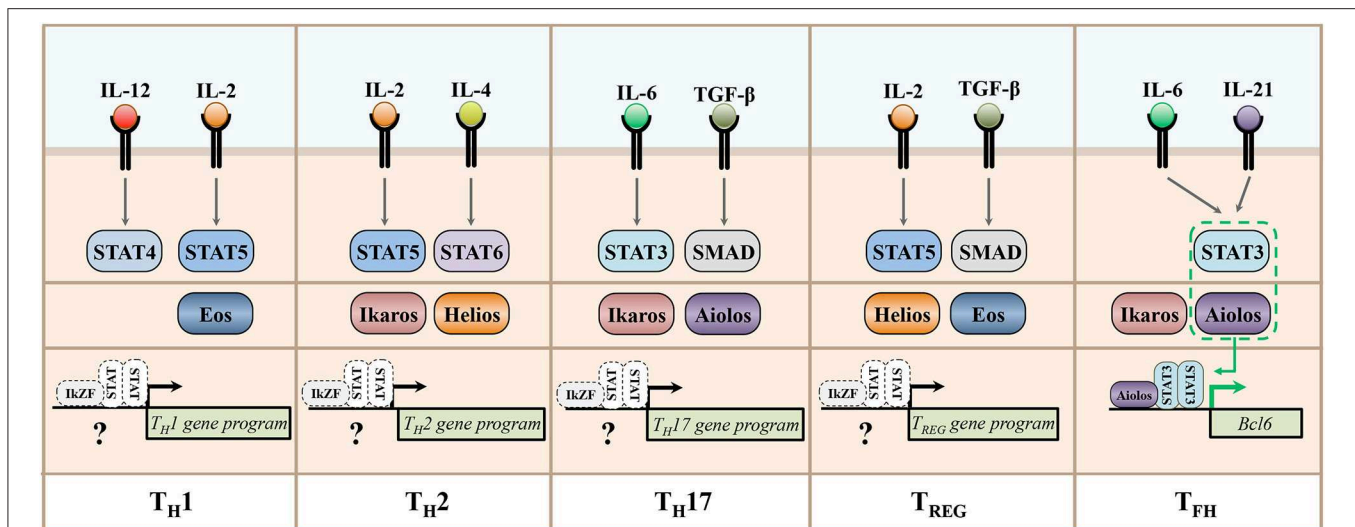 IL-12 IL-2 IL-2 IL-4 IL-6 TGF-β IL-2 TGF-β IL-6 IL-21
STAT4 STAT5 STAT5 STAT6 STAT3 SMAD STAT5 SMAD STAT3
Eos Ikaros Helios Ikaros Aiolos Helios Eos Ikaros Aiolos
IkZF STAT STAT IkZF STAT STAT IkZF STAT STAT IkZF STAT STAT Aiolos STAT3 STAT3
? TH1 gene program ? TH2 gene program ? TH17 gene program ? TREG gene program Bcl6
TH1 TH2 TH17 TREG TFH